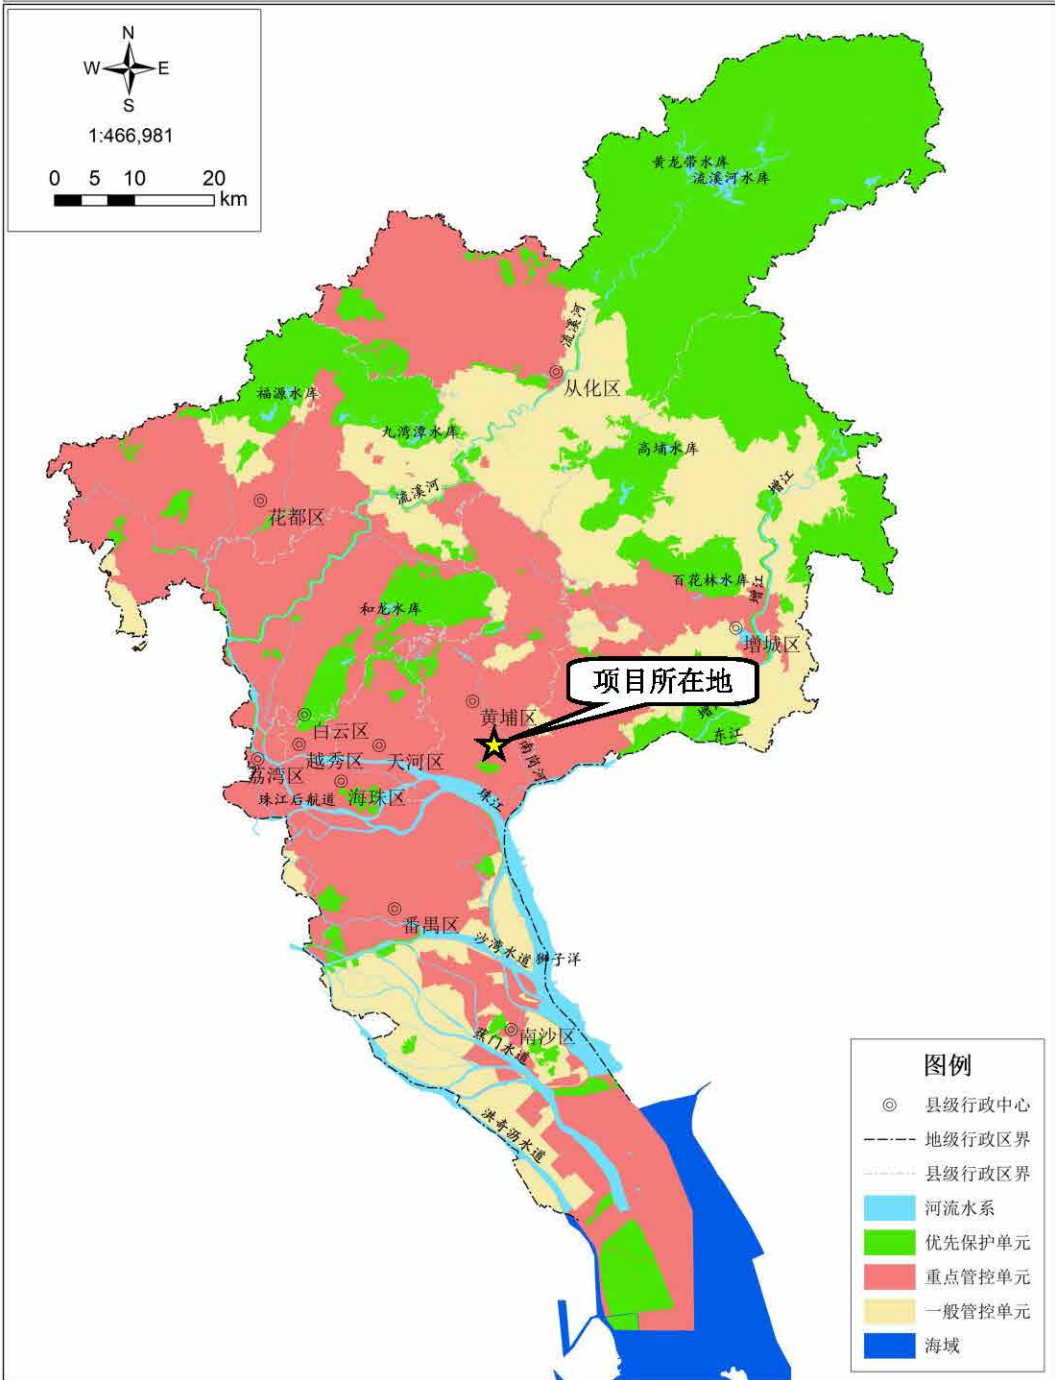 N
W E
S
1:466,981
0 5 10 20
km
黄龙带水库
流溪河水库
流溪河
从化区
福源水库
九湾潭水库
高埔水库
流溪河
增江
花都区
百花林水库
增江
和龙水库
增城区
项目所在地
黄埔区
东江
白云区
南岗河
越秀区
天河区
荔湾区
海珠区
珠江后航道
珠江
番禺区
沙湾水道
狮子洋
南沙区
蕉门水道
洪奇沥水道
图例
县级行政中心
地级行政区界
县级行政区界
河流水系
优先保护单元
重点管控单元
一般管控单元
海域